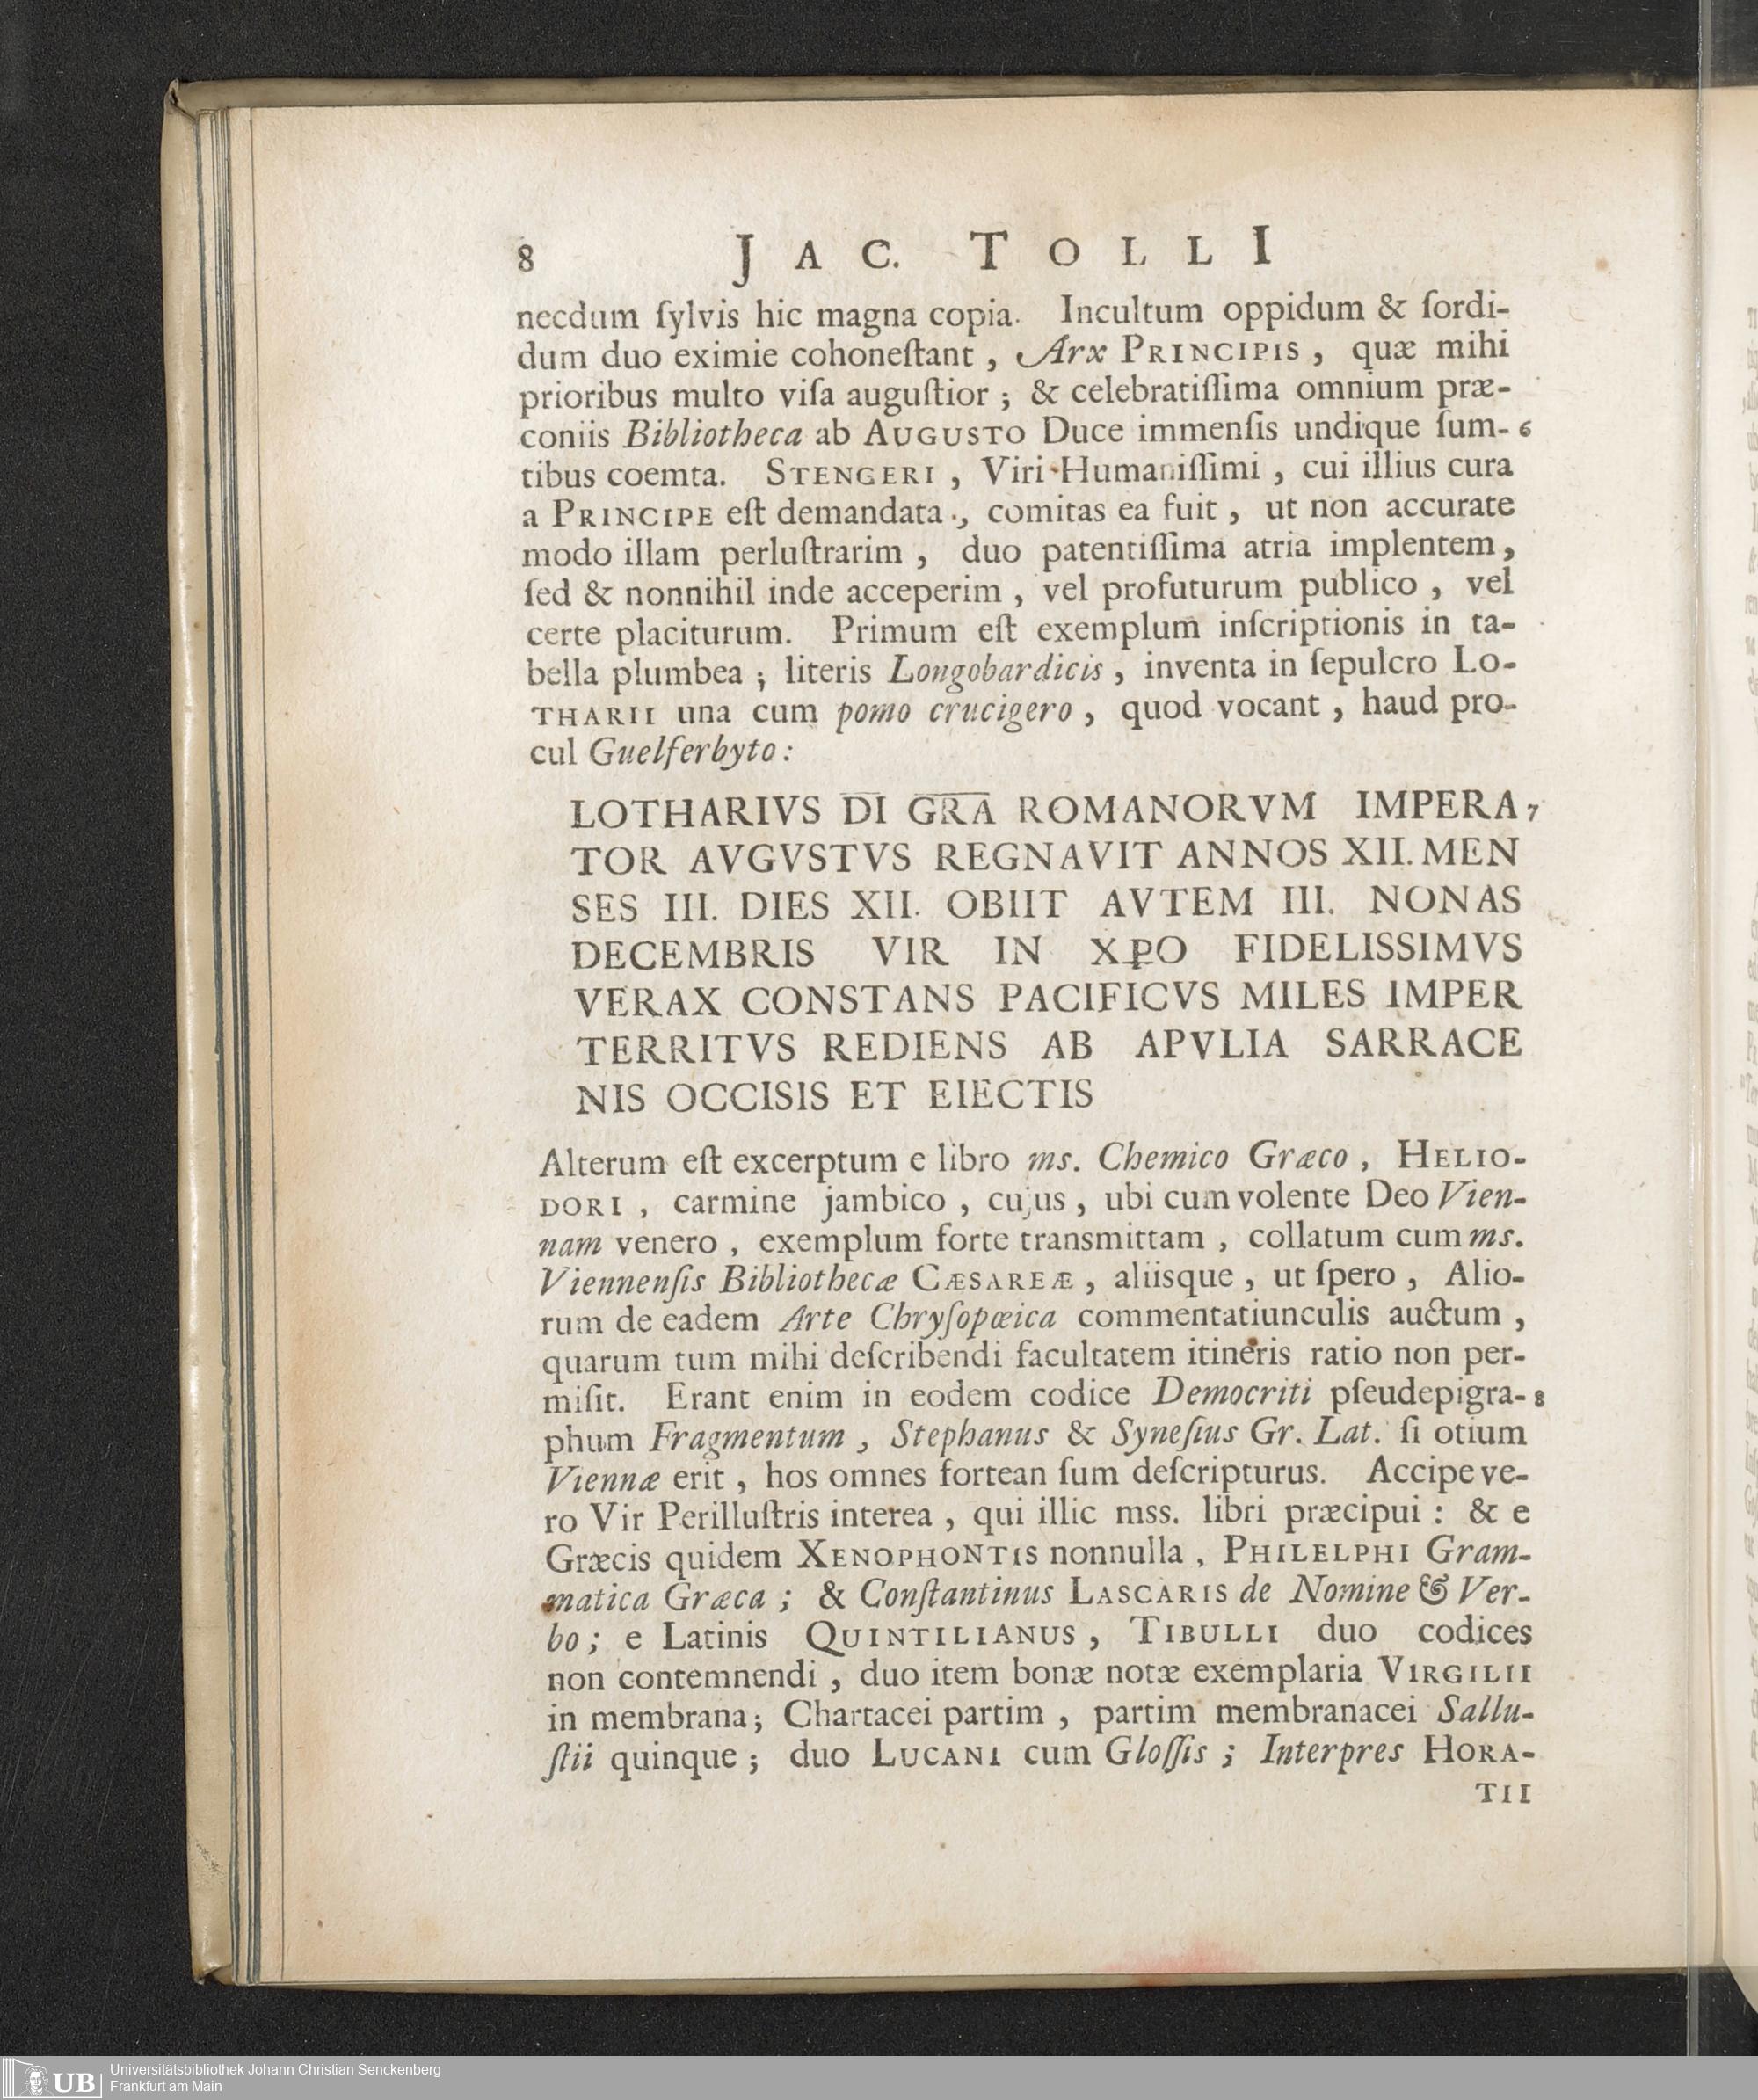 8 JAC. TOLLI
necdum ſylvis hic magna copia. Incultum oppidum & ſordi-
dum duo eximie cohoneſtant, Arx PRINCIPIS, quæ mihi
prioribus multo viſa auguſtior; & celebratiſſima omnium præ-
coniis Bibliotheca ab AUGUSTO Duce immenſis undique ſum- 6
tibus coemta. STENGERI, Viri Humaniſſimi, cui illius cura
a PRINCIPE eſt demandata, comitas ea fuit, ut non accurate
modo illam perluſtrarim, duo patentiſſima atria implentem,
ſed & nonnihil inde acceperim, vel profuturum publico, vel
certe placiturum. Primum eſt exemplum inſcriptionis in ta-
bella plumbea; literis Longobardicis, inventa in ſepulcro LO-
THARII una cum pomo crucigero, quod vocant, haud pro-
cul Guelferbyto:
LOTHARIVS D̅I̅ G̅R̅A̅ ROMANORVM IMPERA 7
TOR AVGVSTVS REGNAVIT ANNOS XII. MEN
SES III. DIES XII. OBIIT AVTEM III. NONAS
DECEMBRIS VIR IN XP̵O FIDELISSIMVS
VERAX CONSTANS PACIFICVS MILES IMPER
TERRITVS REDIENS AB APVLIA SARRACE
NIS OCCISIS ET EIECTIS
Alterum eſt excerptum e libro ms. Chemico Græco, HELIO-
DORI, carmine jambico, cujus, ubi cum volente Deo Vien-
nam venero, exemplum forte transmittam, collatum cum ms.
Viennenſis Bibliothecæ CÆSAREÆ, aliisque, ut ſpero, Alio-
rum de eadem Arte Chryſopœica commentatiunculis auctum,
quarum tum mihi deſcribendi facultatem itineris ratio non per-
miſit. Erant enim in eodem codice Democriti pſeudepigra- 8
phum Fragmentum, Stephanus & Syneſius Gr. Lat. ſi otium
Viennæ erit, hos omnes fortean ſum deſcripturus. Accipe ve-
ro Vir Perilluſtris interea, qui illic mss. libri præcipui: & e
Græcis quidem XENOPHONTIS nonnulla, PHILELPHI Gram-
matica Græca; & Conſtantinus LASCARIS de Nomine & Ver-
bo; e Latinis QUINTILIANUS, TIBULLI duo codices
non contemnendi, duo item bonæ notæ exemplaria VIRGILII
in membrana; Chartacei partim, partim membranacei Sallu-
ſtii quinque; duo LUCANI cum Gloſſis; Interpres HORA-
TII
UB Universitätsbibliothek Johann Christian Senckenberg
Frankfurt am Main